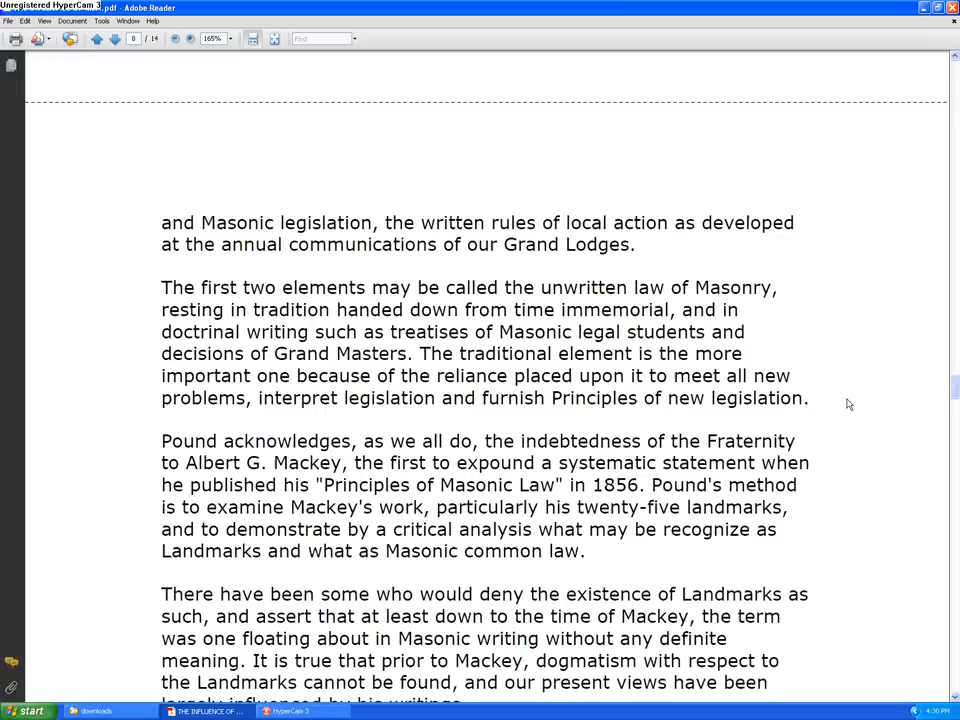 Unregistered HyperCam 3
.pdf - Adobe Reader
File Edit View Document Tools Window Help
8 / 14 165% Find
and Masonic legislation, the written rules of local action as developed
at the annual communications of our Grand Lodges.
The first two elements may be called the unwritten law of Masonry,
resting in tradition handed down from time immemorial, and in
doctrinal writing such as treatises of Masonic legal students and
decisions of Grand Masters. The traditional element is the more
important one because of the reliance placed upon it to meet all new
problems, interpret legislation and furnish Principles of new legislation.
Pound acknowledges, as we all do, the indebtedness of the Fraternity
to Albert G. Mackey, the first to expound a systematic statement when
he published his "Principles of Masonic Law" in 1856. Pound's method
is to examine Mackey's work, particularly his twenty-five landmarks,
and to demonstrate by a critical analysis what may be recognize as
Landmarks and what as Masonic common law.
There have been some who would deny the existence of Landmarks as
such, and assert that at least down to the time of Mackey, the term
was one floating about in Masonic writing without any definite
meaning. It is true that prior to Mackey, dogmatism with respect to
the Landmarks cannot be found, and our present views have been
largely influenced by his writings.
start downloads THE INFLUENCE OF ... HyperCam 3 4:30 PM